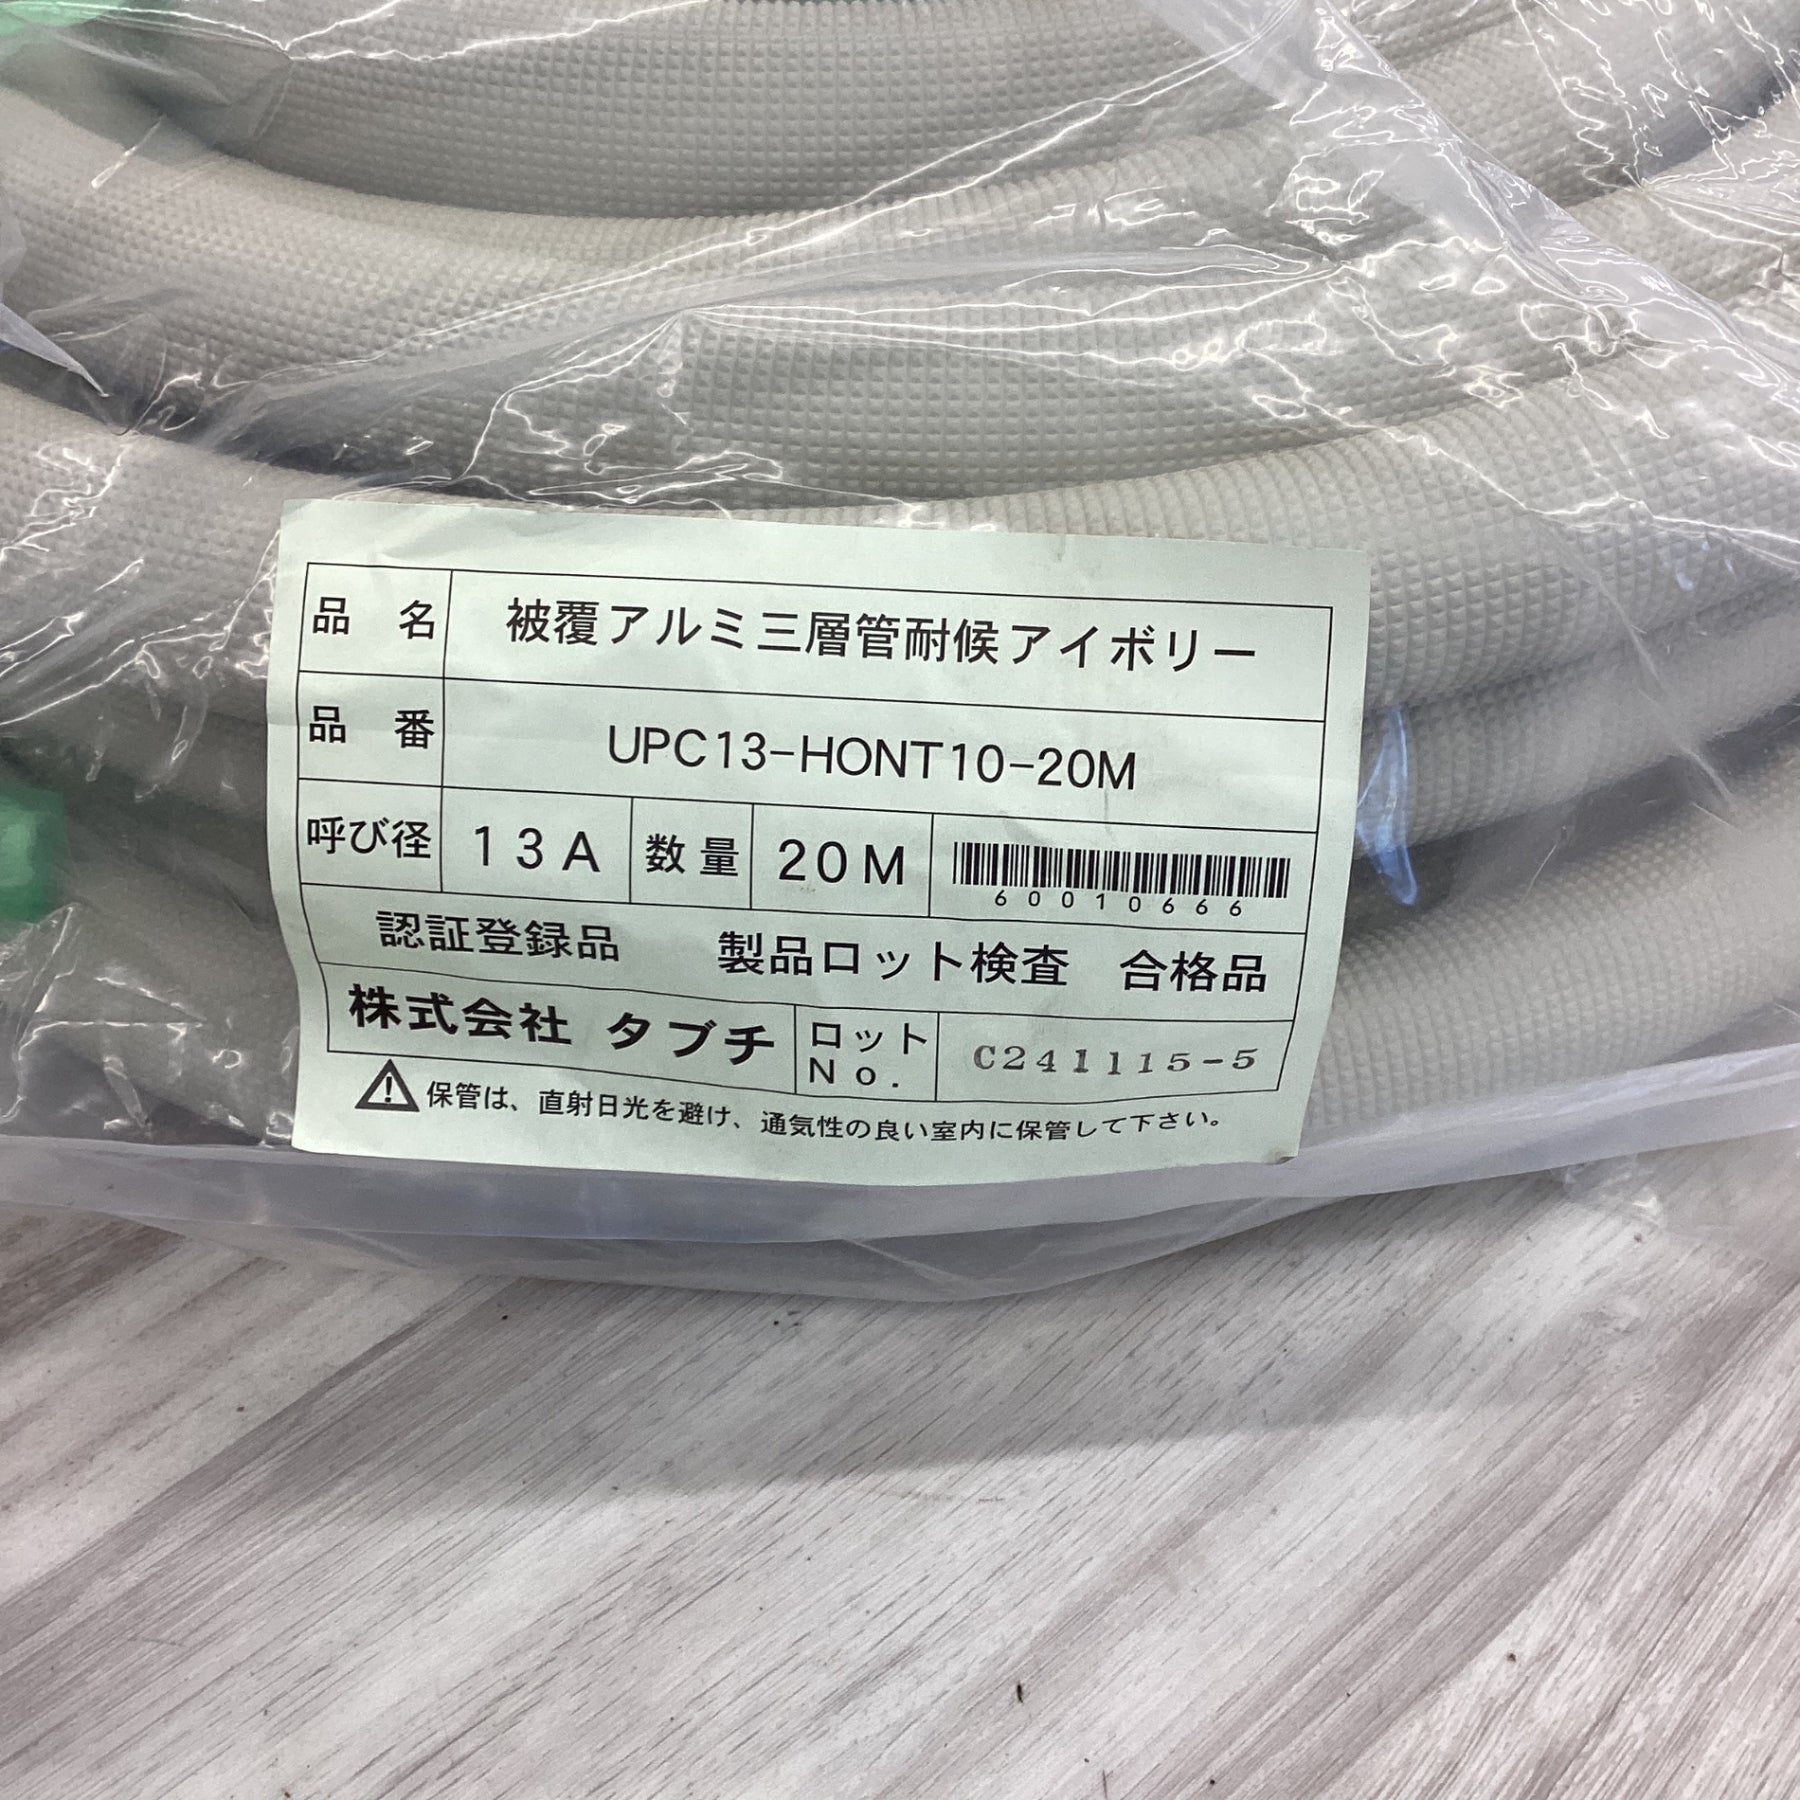 品 名 被覆アルミ三層管耐候アイボリー
品 番 UPC13-HONT10-20M
呼び径 13A 数量 20M
60010666
認証登録品 製品ロット検査 合格品
株式会社 タブチ ロットNo. C241115-5
保管は、直射日光を避け、通気性の良い室内に保管して下さい。